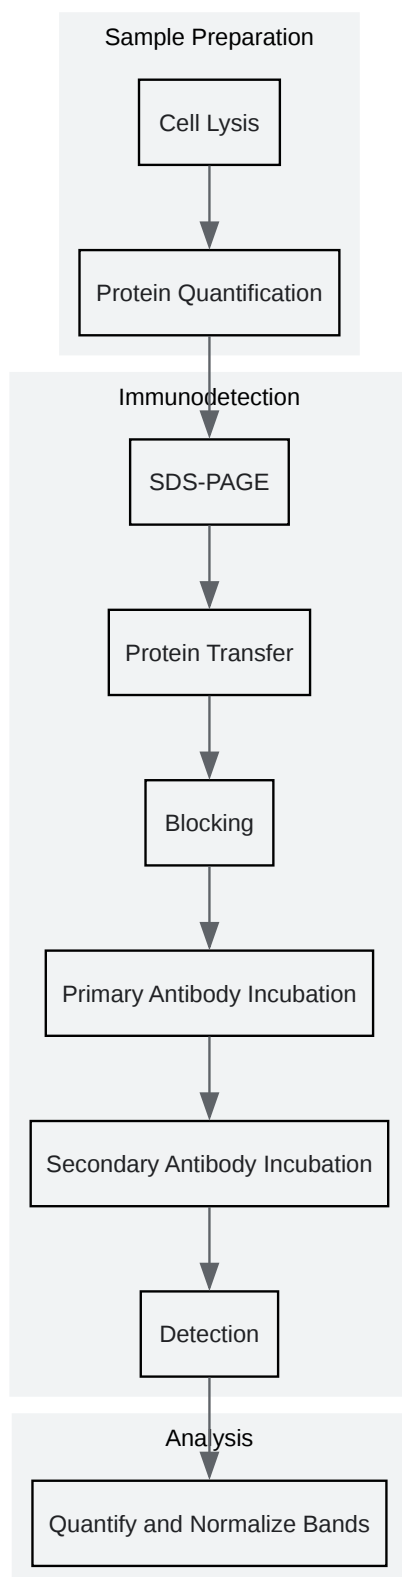 Sample Preparation
Cell Lysis
Protein Quantification
Immunodetection
SDS-PAGE
Protein Transfer
Blocking
Primary Antibody Incubation
Secondary Antibody Incubation
Detection
Analysis
Quantify and Normalize Bands